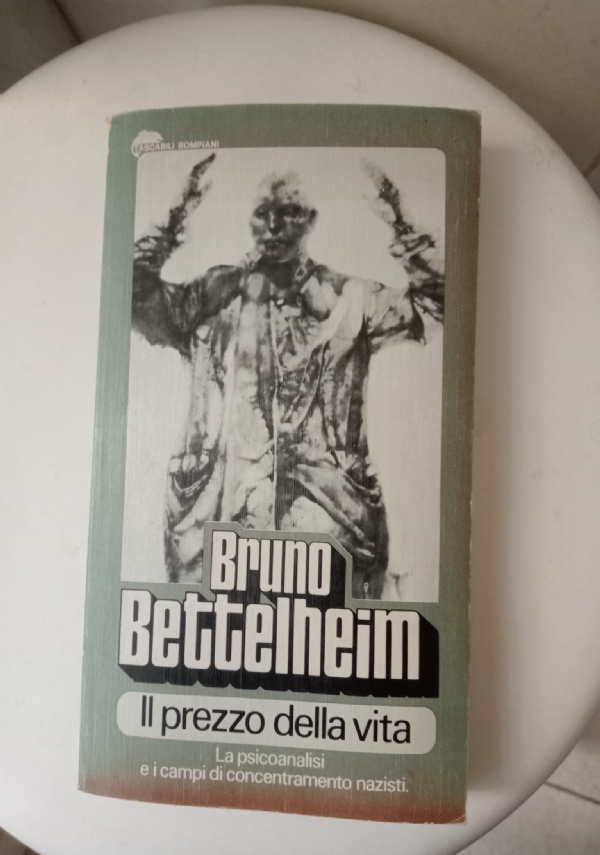 TASCABILI BOMPIANI
Bruno
Bettelheim
Il prezzo della vita
La psicoanalisi
e i campi di concentramento nazisti.